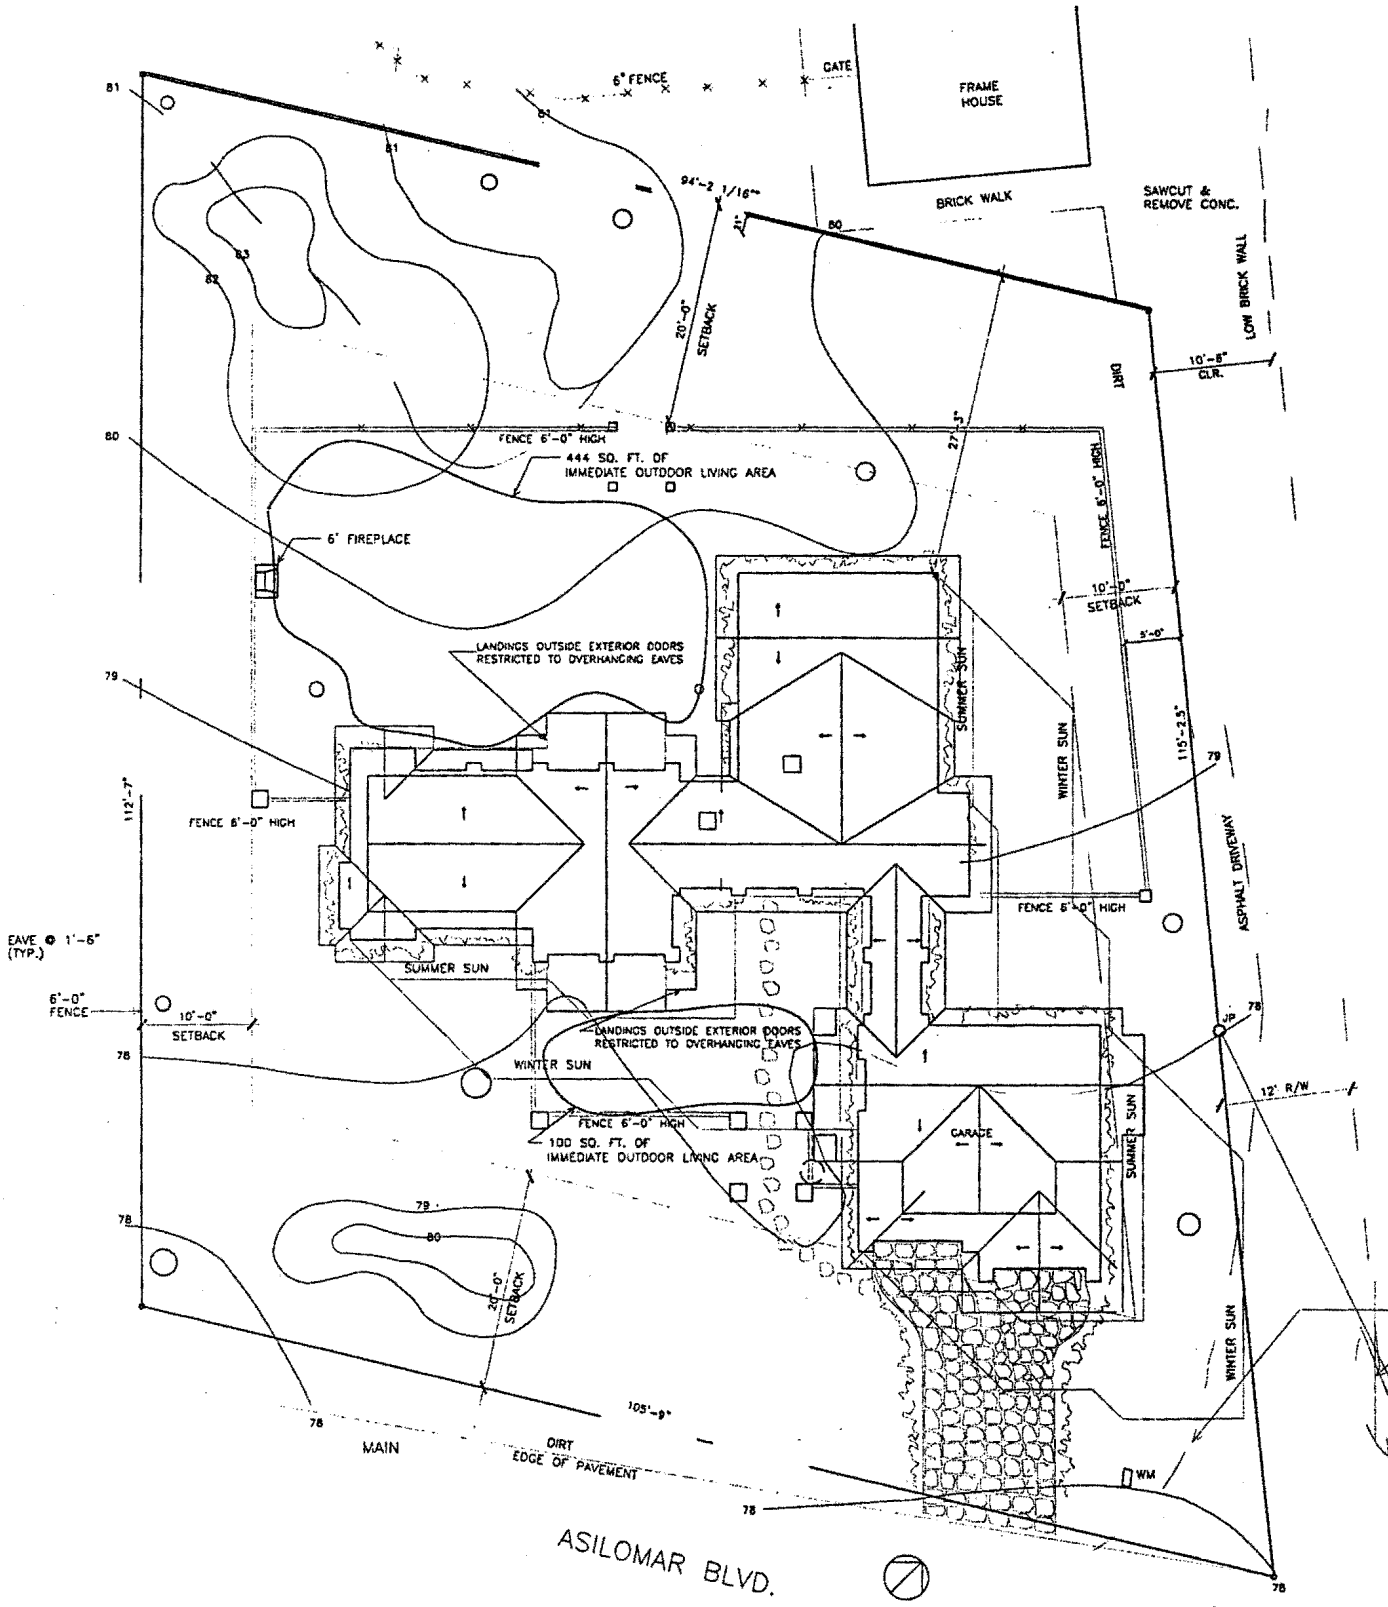 GATE
6" FENCE
FRAME
HOUSE
81
81
81
94'-2 1/16"
BRICK WALK
SAWCUT &
REMOVE CONC.
21"
80
LOW BRICK WALL
83
82
20'-0"
SETBACK
10'-8"
CLR.
DIRT
27'-3"
80
FENCE 6'-0" HIGH
444 SQ. FT. OF
IMMEDIATE OUTDOOR LIVING AREA
FENCE 6'-0" HIGH
6' FIREPLACE
10'-0"
SETBACK
5'-0"
LANDINGS OUTSIDE EXTERIOR DOORS
RESTRICTED TO OVERHANGING EAVES
SUMMER SUN
79
WINTER SUN
115'-2.5"
79
112'-7"
FENCE 6'-0" HIGH
ASPHALT DRIVEWAY
FENCE 6'-0" HIGH
EAVE @ 1'-6"
(TYP.)
SUMMER SUN
6'-0"
FENCE
10'-0"
SETBACK
LANDINGS OUTSIDE EXTERIOR DOORS
RESTRICTED TO OVERHANGING EAVES
JP
78
78
WINTER SUN
12' R/W
FENCE 6'-0" HIGH
GARAGE
SUMMER SUN
100 SQ. FT. OF
IMMEDIATE OUTDOOR LIVING AREA
79
78
80
20'-0"
SETBACK
WINTER SUN
105'-9"
78
MAIN
DIRT
EDGE OF PAVEMENT
WM
78
ASILOMAR BLVD.
78